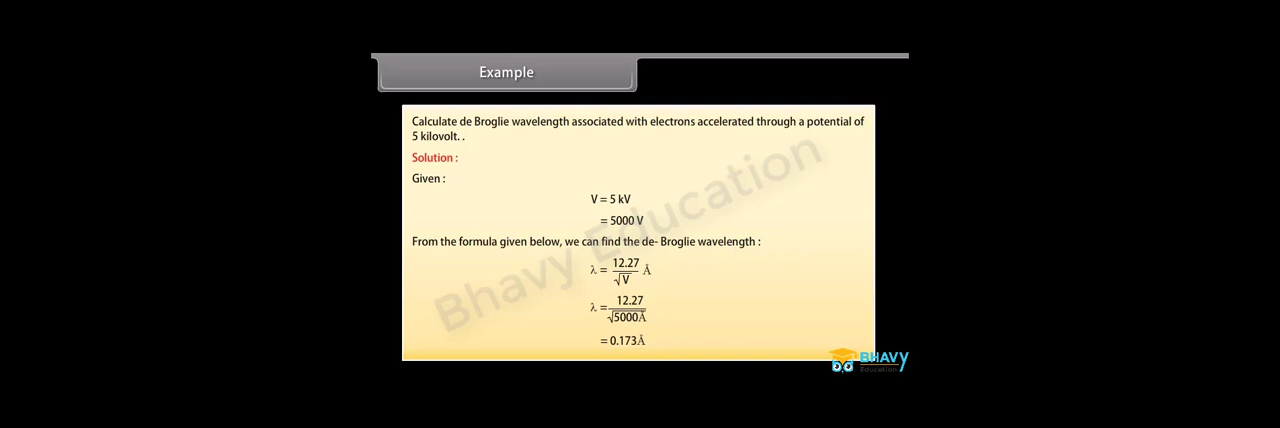 Example
Calculate de Broglie wavelength associated with electrons accelerated through a potential of
5 kilovolt. .
Solution :
Given :
V = 5 kV
= 5000 V
From the formula given below, we can find the de- Broglie wavelength :
λ = 12.27/√V Å
λ = 12.27/√5000Å
= 0.173Å
Bhavy Education
BHAVY
Education